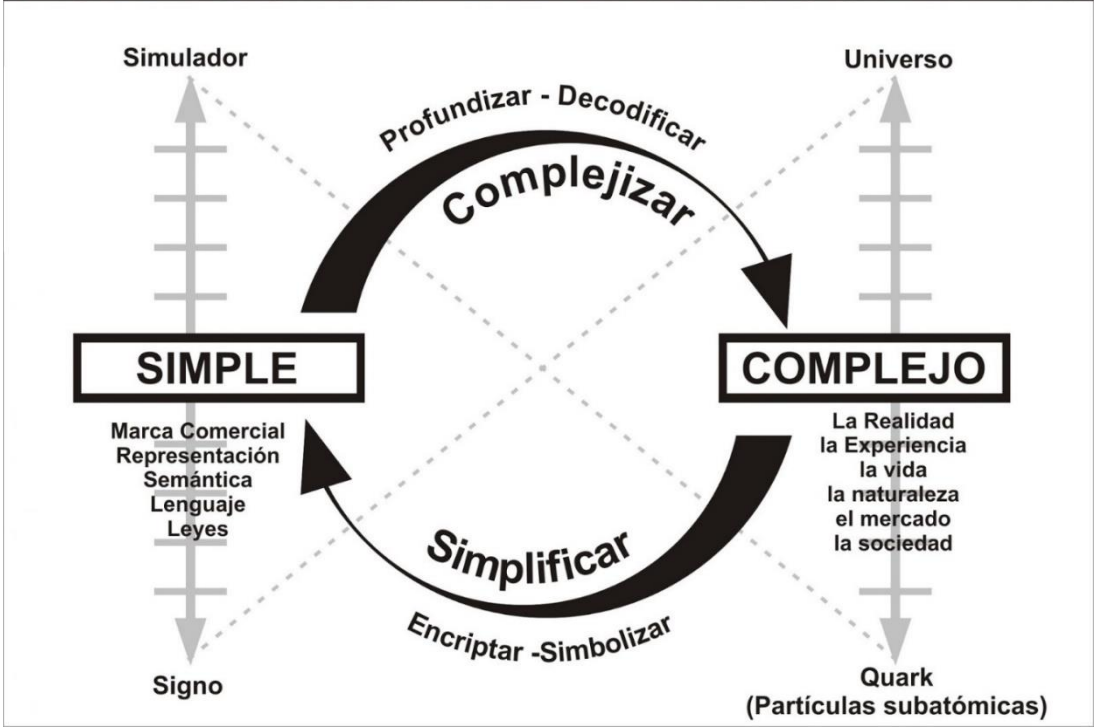 Simulador
Universo
Profundizar - Decodificar
Complejizar
SIMPLE
COMPLEJO
Marca Comercial
Representación
Semántica
Lenguaje
Leyes
La Realidad
la Experiencia
la vida
la naturaleza
el mercado
la sociedad
Simplificar
Encriptar -Simbolizar
Signo
Quark
(Partículas subatómicas)